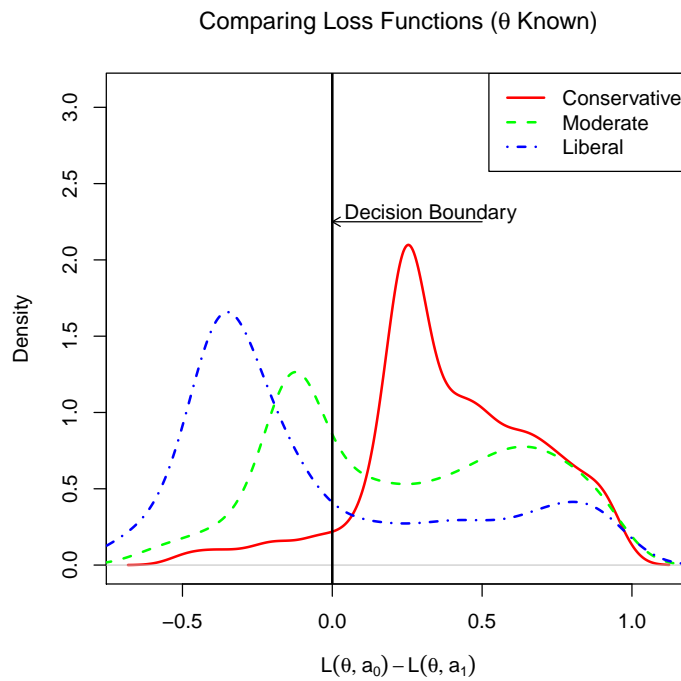 Comparing Loss Functions (θ Known)
Conservative
Moderate
Liberal
Decision Boundary
Density
3.0
2.5
2.0
1.5
1.0
0.5
0.0
−0.5 0.0 0.5 1.0
L(θ, a₀) − L(θ, a₁)